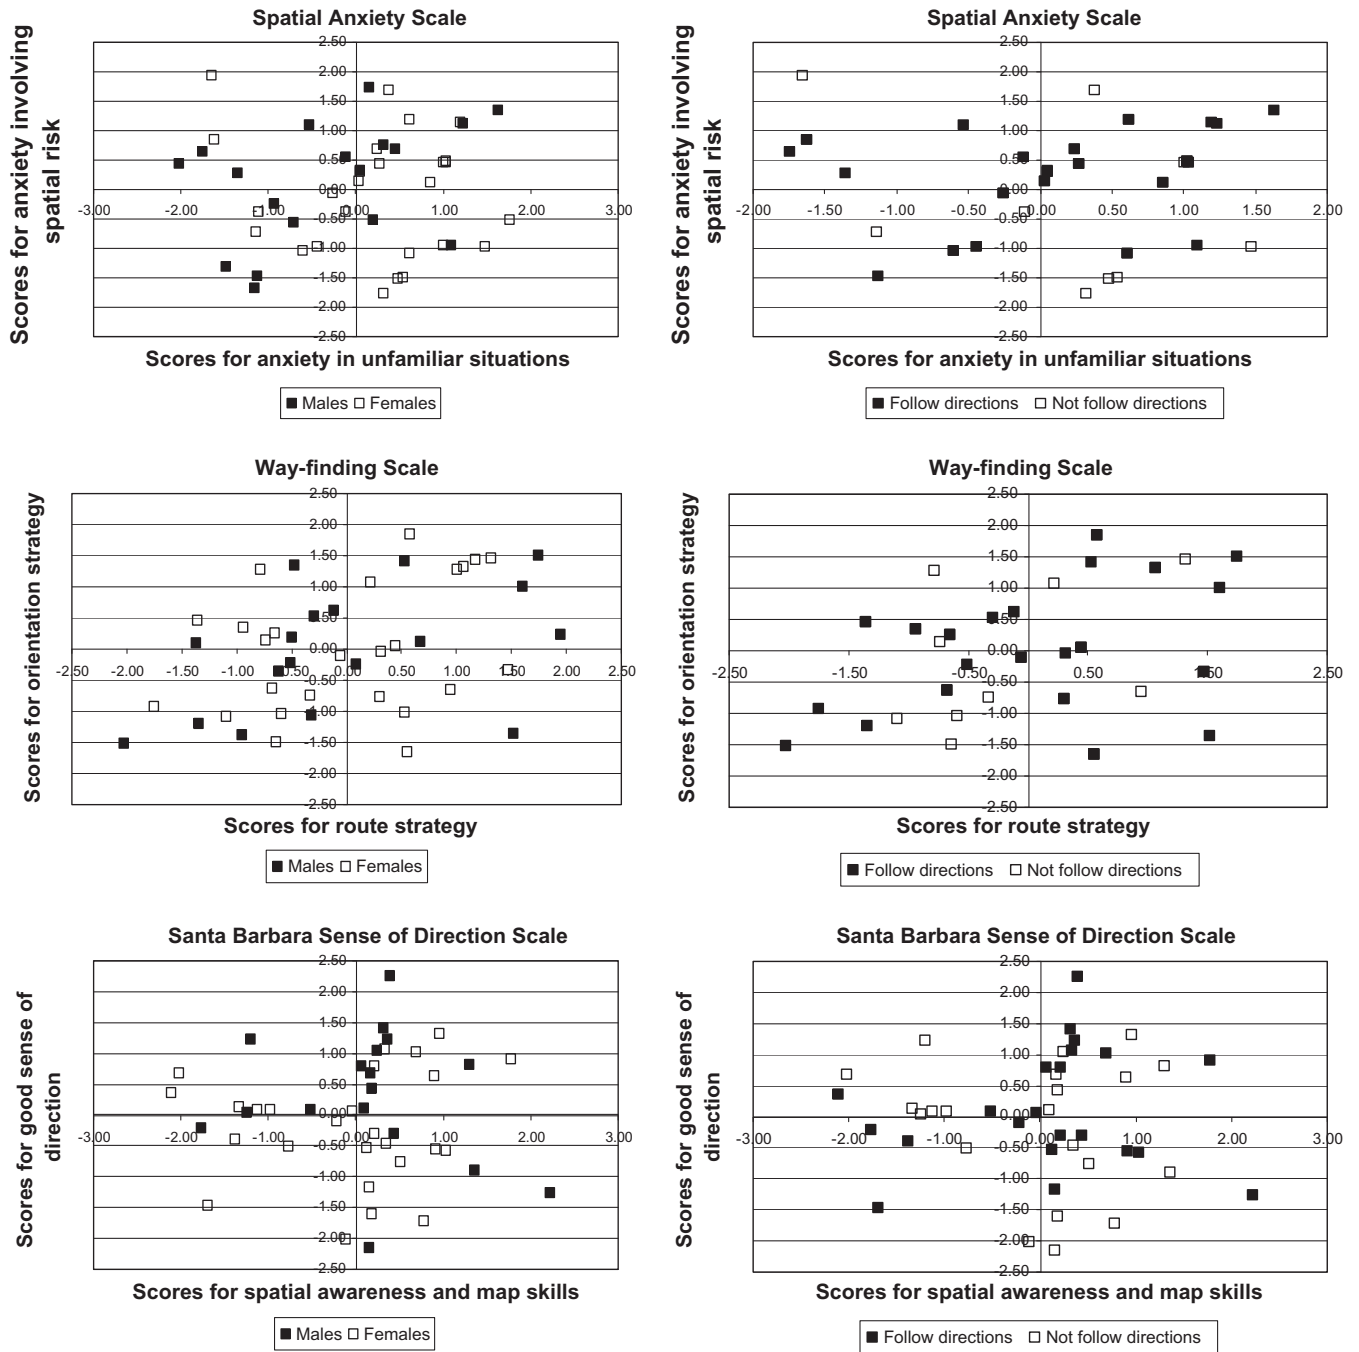 Spatial Anxiety Scale
Scores for anxiety involving
spatial risk
2.50
2.00
1.50
1.00
0.50
0.00
-3.00 -2.00 -1.00 0.00 1.00 2.00 3.00
-0.50
-1.00
-1.50
-2.00
-2.50
Scores for anxiety in unfamiliar situations
Males Females
Spatial Anxiety Scale
Scores for anxiety involving
spatial risk
2.50
2.00
1.50
1.00
0.50
0.00
-2.00 -1.50 -1.00 -0.50 0.00 0.50 1.00 1.50 2.00
-0.50
-1.00
-1.50
-2.00
-2.50
Scores for anxiety in unfamiliar situations
Follow directions Not follow directions
Way-finding Scale
Scores for orientation strategy
2.50
2.00
1.50
1.00
0.50
0.00
-2.50 -2.00 -1.50 -1.00 -0.50 0.00 0.50 1.00 1.50 2.00 2.50
-0.50
-1.00
-1.50
-2.00
-2.50
Scores for route strategy
Males Females
Way-finding Scale
Scores for orientation strategy
2.50
2.00
1.50
1.00
0.50
0.00
-2.50 -1.50 -0.50 0.50 1.50 2.50
-0.50
-1.00
-1.50
-2.00
-2.50
Scores for route strategy
Follow directions Not follow directions
Santa Barbara Sense of Direction Scale
Scores for good sense of
direction
2.50
2.00
1.50
1.00
0.50
0.00
-3.00 -2.00 -1.00 0.00 1.00 2.00 3.00
-0.50
-1.00
-1.50
-2.00
-2.50
Scores for spatial awareness and map skills
Males Females
Santa Barbara Sense of Direction Scale
Scores for good sense of
direction
2.50
2.00
1.50
1.00
0.50
0.00
-3.00 -2.00 -1.00 0.00 1.00 2.00 3.00
-0.50
-1.00
-1.50
-2.00
-2.50
Scores for spatial awareness and map skills
Follow directions Not follow directions